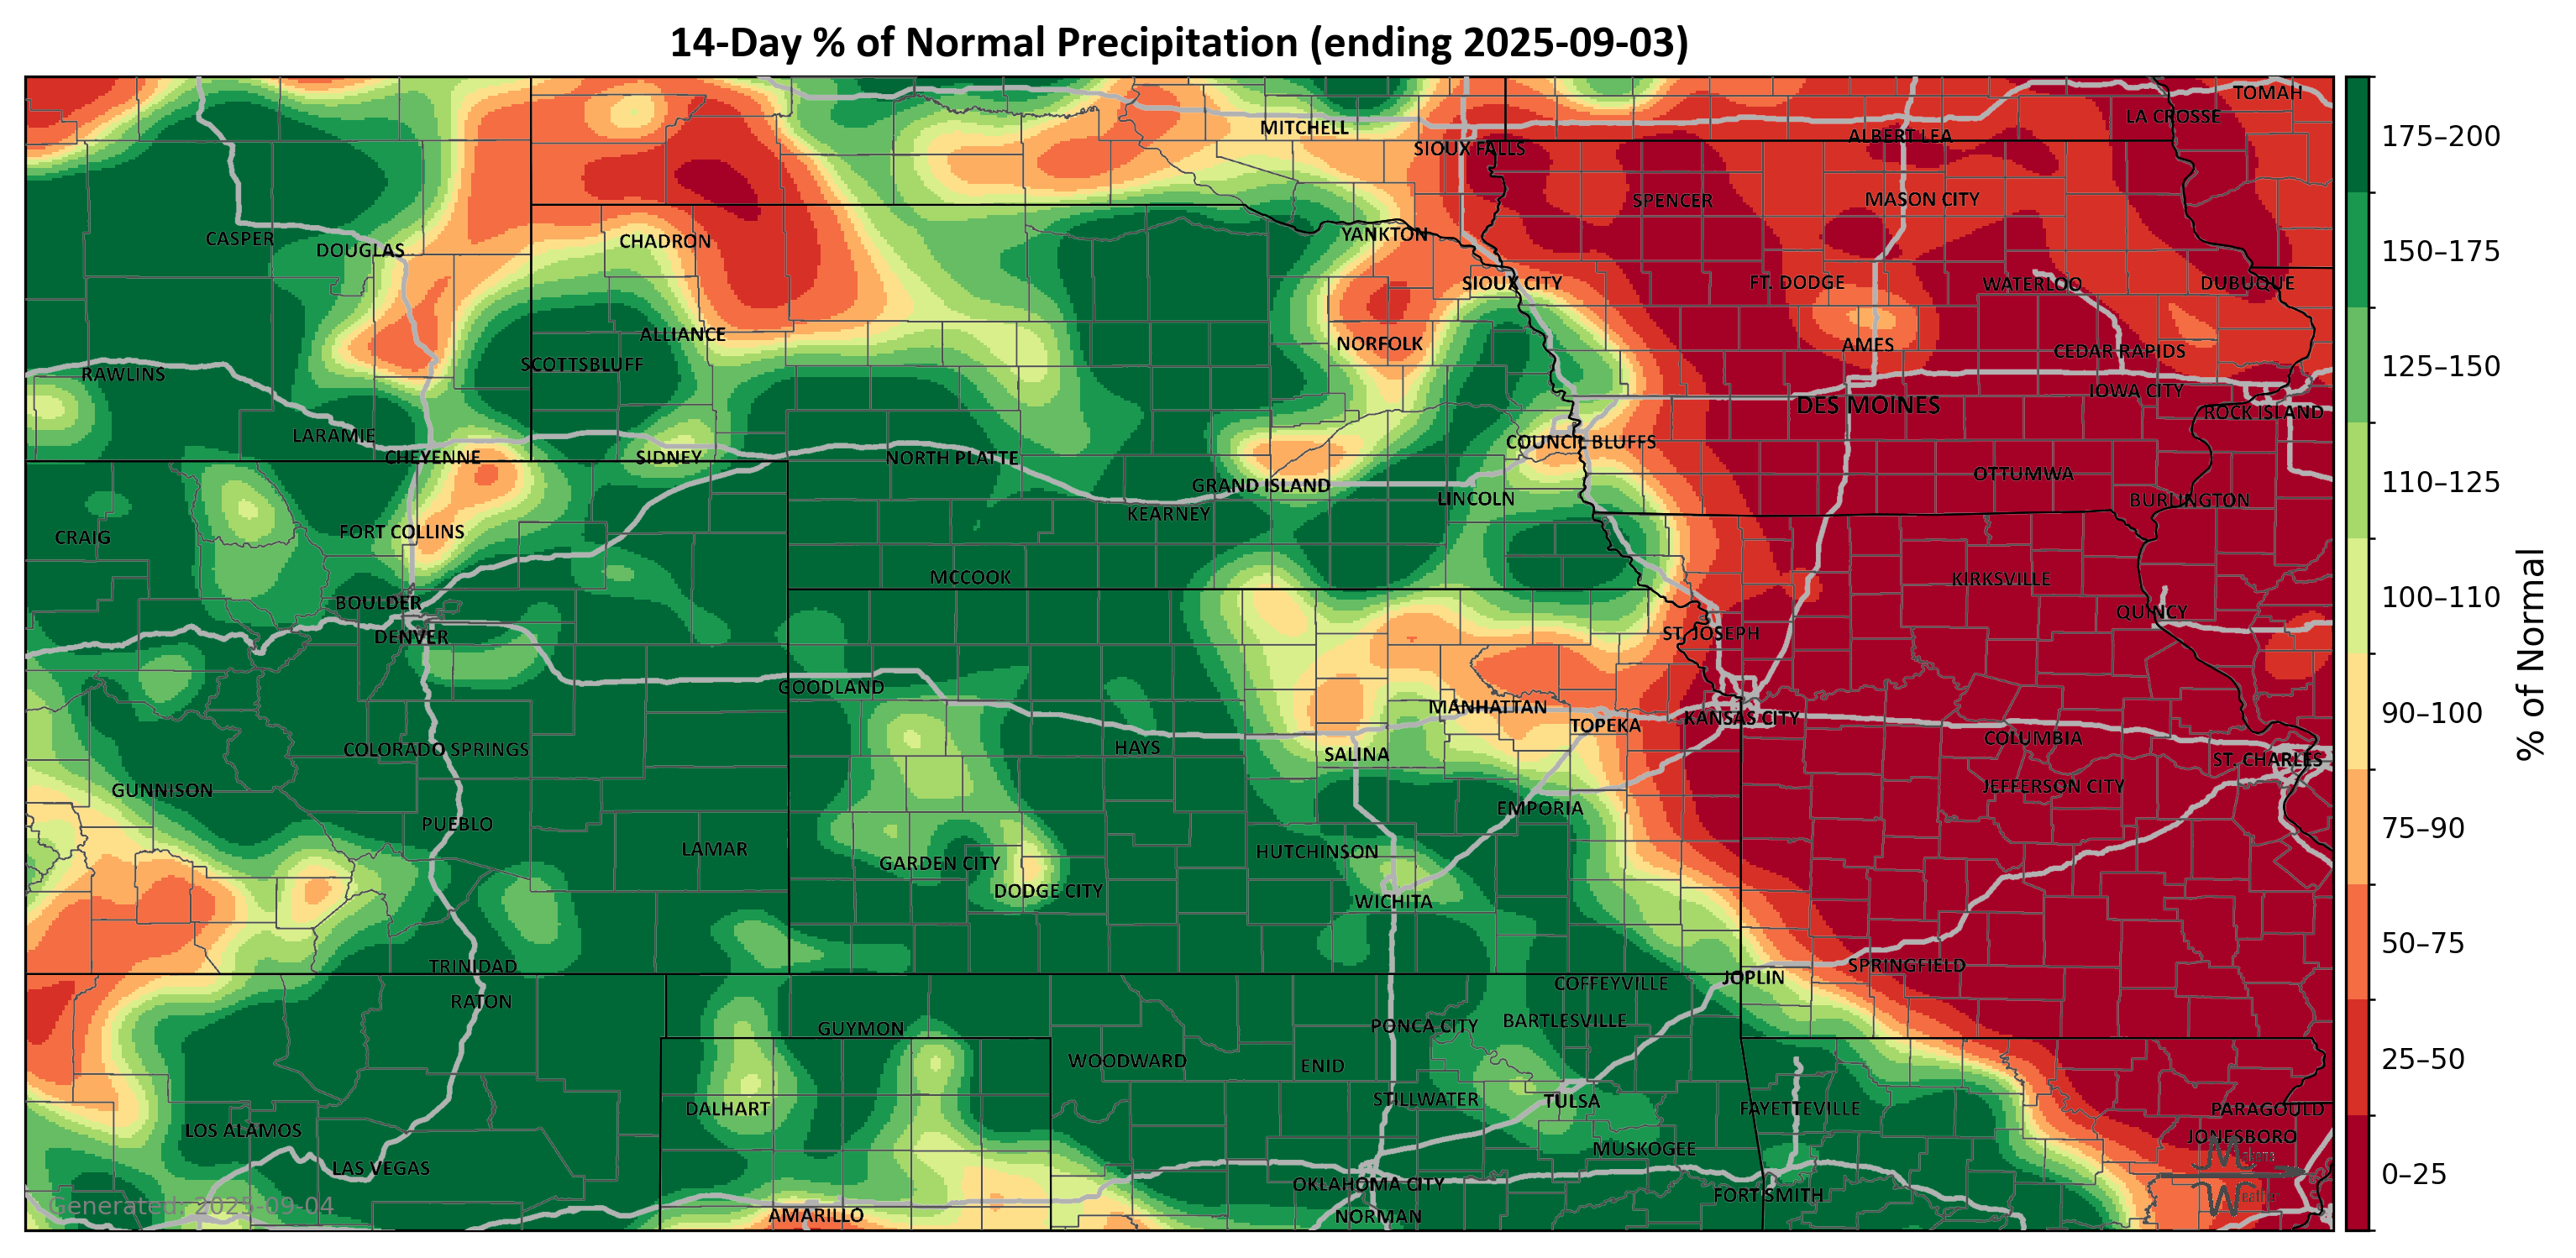 14-Day % of Normal Precipitation (ending 2025-09-03)
TOMAH
LA CROSSE
MITCHELL
ALBERT LEA
SIOUX FALLS
SPENCER
MASON CITY
CASPER
DOUGLAS
CHADRON
YANKTON
SIOUX CITY
FT. DODGE
WATERLOO
DUBUQUE
ALLIANCE
NORFOLK
AMES
CEDAR RAPIDS
SCOTTSBLUFF
RAWLINS
IOWA CITY
DES MOINES
ROCK ISLAND
LARAMIE
COUNCIL BLUFFS
CHEYENNE
SIDNEY
NORTH PLATTE
OTTUMWA
GRAND ISLAND
LINCOLN
BURLINGTON
KEARNEY
CRAIG
FORT COLLINS
MCCOOK
KIRKSVILLE
BOULDER
QUINCY
DENVER
ST. JOSEPH
GOODLAND
MANHATTAN
TOPEKA
KANSAS CITY
COLORADO SPRINGS
HAYS
SALINA
COLUMBIA
ST. CHARLES
GUNNISON
JEFFERSON CITY
EMPORIA
PUEBLO
LAMAR
HUTCHINSON
GARDEN CITY
DODGE CITY
WICHITA
TRINIDAD
SPRINGFIELD
JOPLIN
COFFEYVILLE
RATON
GUYMON
PONCA CITY
BARTLESVILLE
WOODWARD
ENID
DALHART
STILLWATER
TULSA
FAYETTEVILLE
PARAGOULD
LOS ALAMOS
JONESBORO
MUSKOGEE
LAS VEGAS
OKLAHOMA CITY
FORT SMITH
AMARILLO
NORMAN
Generated: 2025-09-04
Makens
Weather
175–200
150–175
125–150
110–125
100–110
90–100
75–90
50–75
25–50
0–25
% of Normal